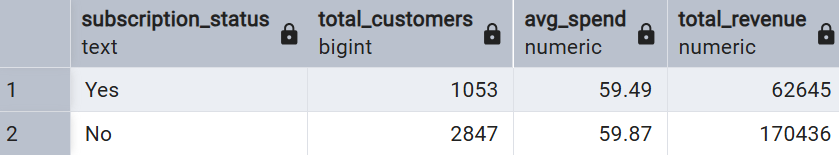 subscription_status total_customers avg_spend total_revenue
text bigint numeric numeric
1 Yes 1053 59.49 62645
2 No 2847 59.87 170436